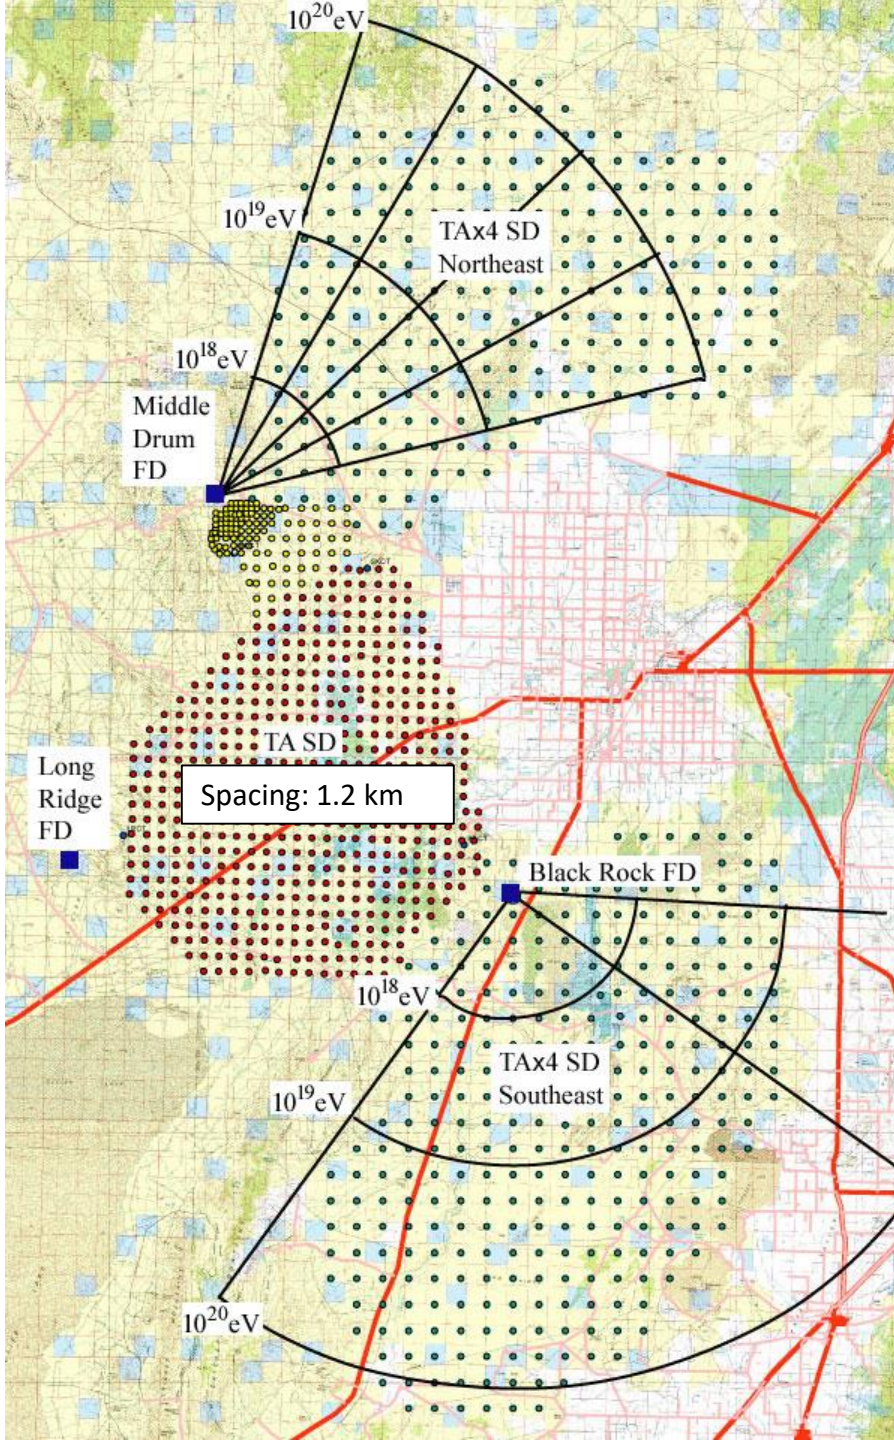 10²⁰eV
10¹⁹eV
TAx4 SD
Northeast
10¹⁸eV
Middle
Drum
FD
TA SD
Long
Ridge
FD
Spacing: 1.2 km
Black Rock FD
10¹⁸eV
TAx4 SD
Southeast
10¹⁹eV
10²⁰eV